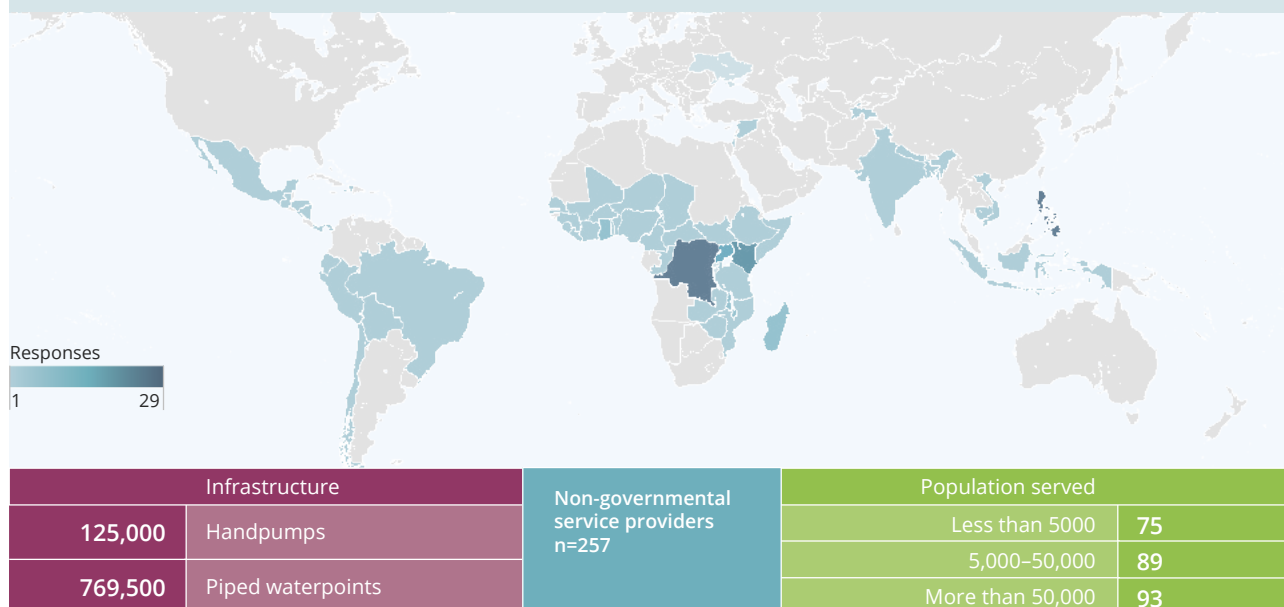 Responses
1 29
Infrastructure
125,000 Handpumps
769,500 Piped waterpoints
Non-governmental
service providers
n=257
Population served
Less than 5000 75
5,000–50,000 89
More than 50,000 93